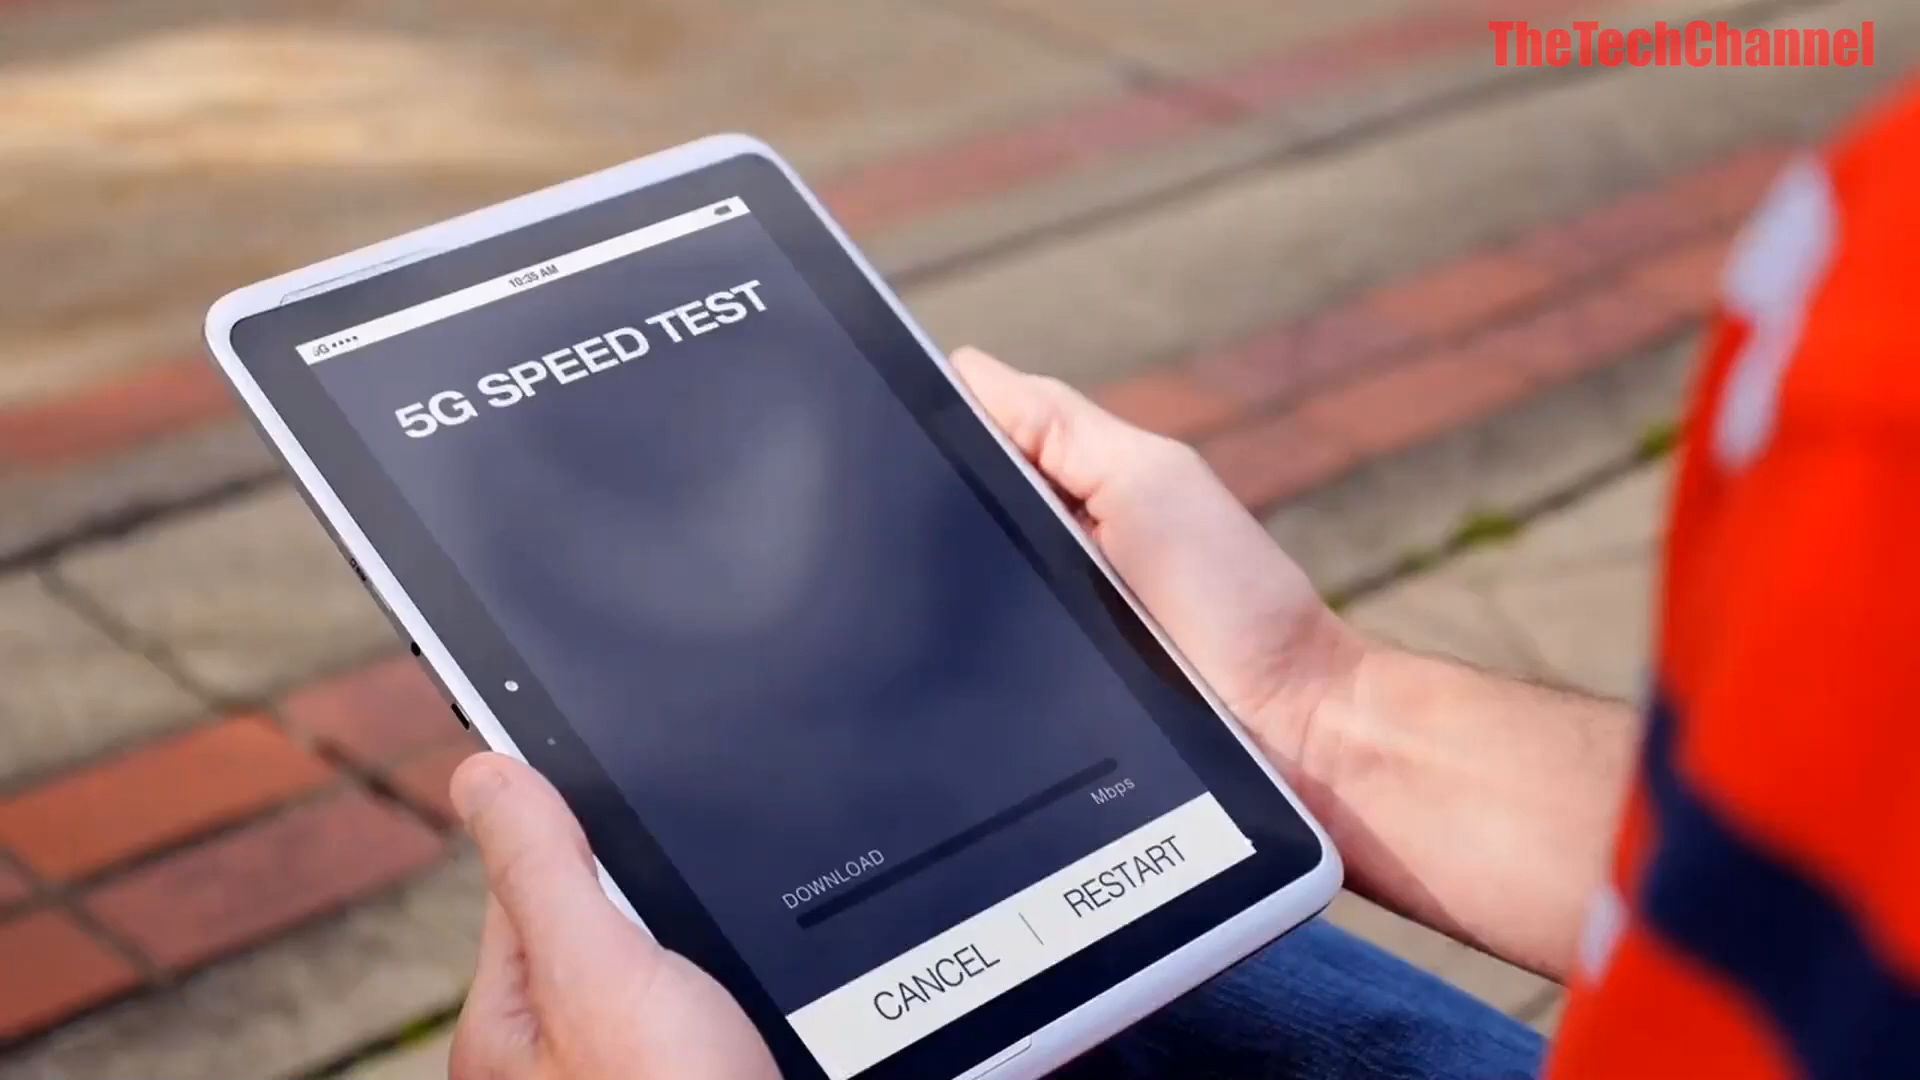 TheTechChannel
5G
10:35 AM
5G SPEED TEST
Mbps
DOWNLOAD
CANCEL
RESTART